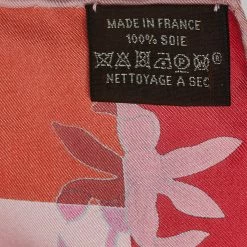 MADE IN FRANCE
100% SOIE
NETTOYAGE A SEC